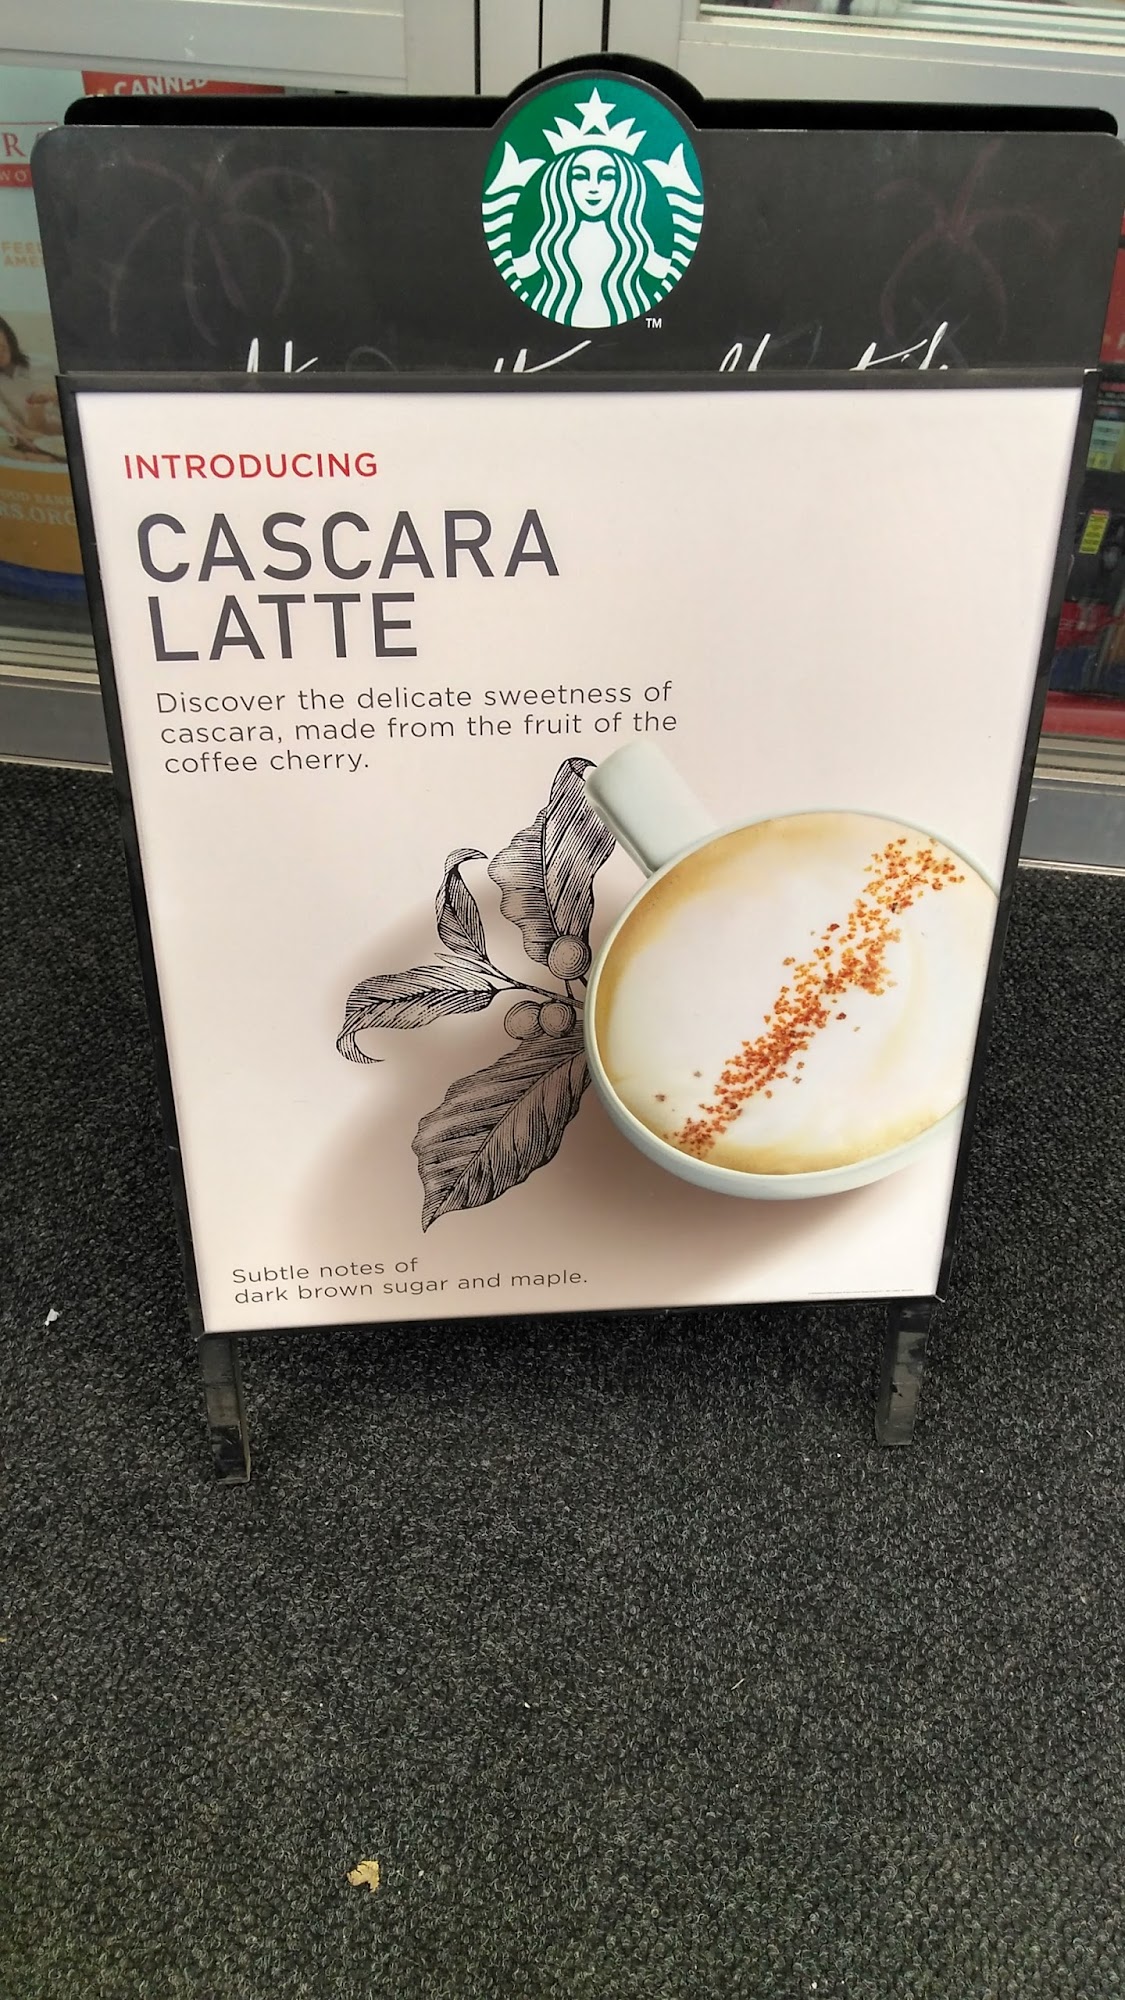 CANNED
™
INTRODUCING
CASCARA
LATTE
Discover the delicate sweetness of
cascara, made from the fruit of the
coffee cherry.
Subtle notes of
dark brown sugar and maple.